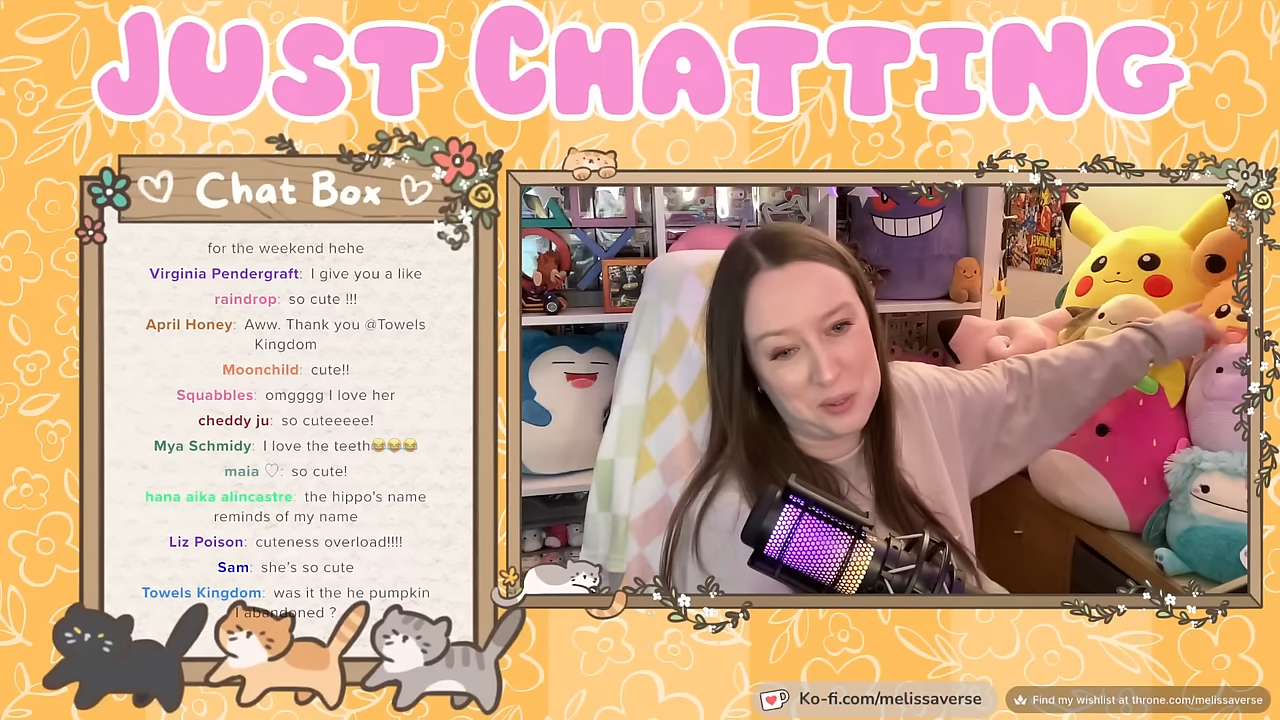 JUST CHATTING
Chat Box
for the weekend hehe
Virginia Pendergraft: I give you a like
raindrop: so cute !!!
April Honey: Aww. Thank you @Towels
Kingdom
Moonchild: cute!!
Squabbles: omgggg I love her
cheddy ju: so cuteeeee!
Mya Schmidy: I love the teeth😂😂😂
maia ♡: so cute!
hana aika alincastre: the hippo's name
reminds of my name
Liz Poison: cuteness overload!!!!
Sam: she's so cute
Towels Kingdom: was it the he pumpkin
I abandoned ?
MARVEL
Ko-fi.com/melissaverse
Find my wishlist at throne.com/melissaverse